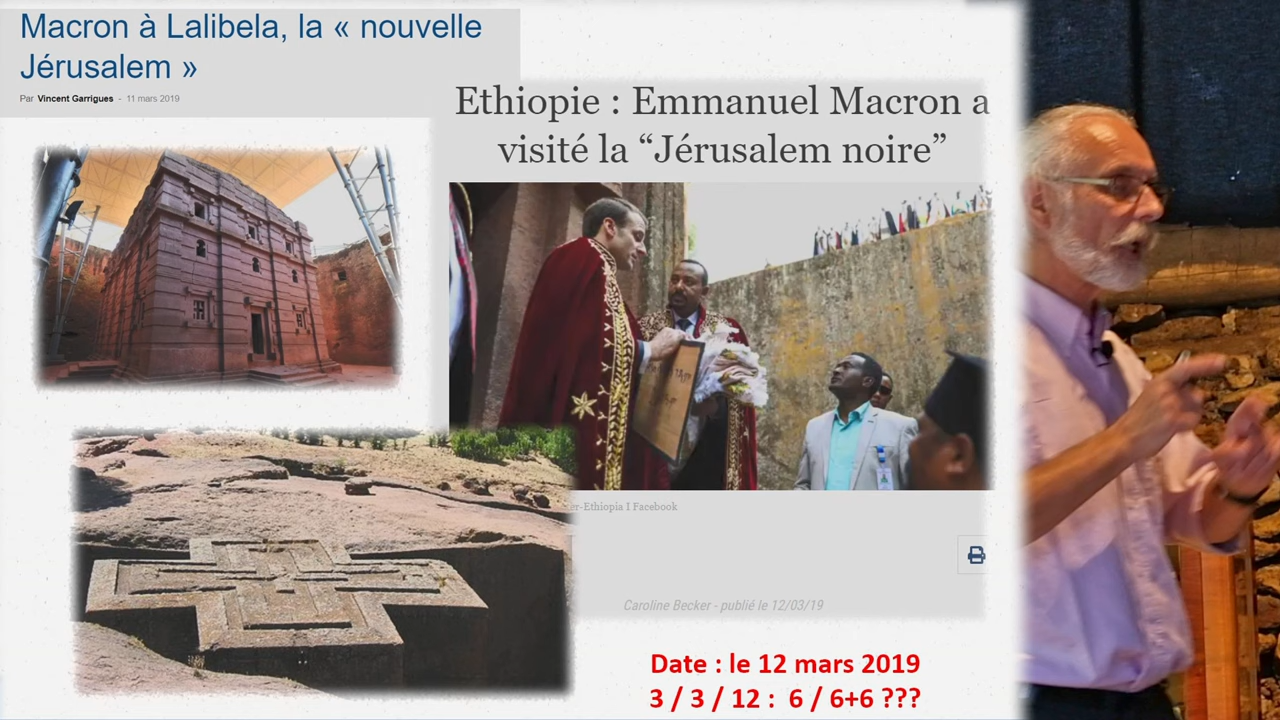 Macron à Lalibela, la « nouvelle
Jérusalem »
Par Vincent Garrigues - 11 mars 2019
Ethiopie : Emmanuel Macron a
visité la “Jérusalem noire”
er-Ethiopia I Facebook
Caroline Becker - publié le 12/03/19
Date : le 12 mars 2019
3 / 3 / 12 : 6 / 6+6 ???